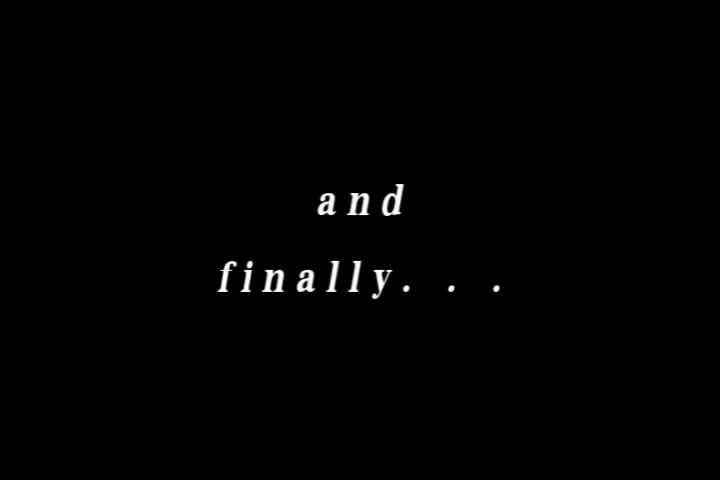 and
finally. . .